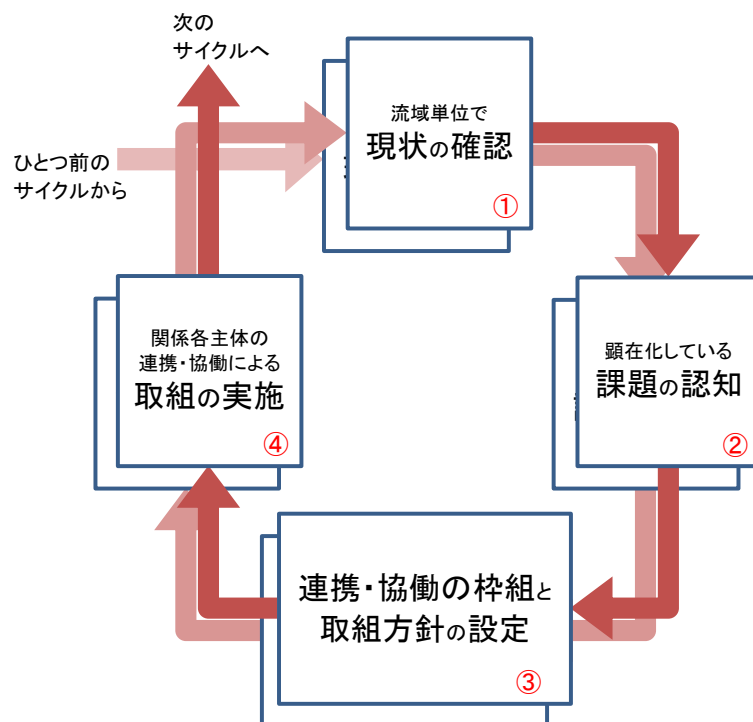 次の
サイクルへ
ひとつ前の
サイクルから
流域単位で
現状の確認
①
顕在化している
課題の認知
②
連携・協働の枠組と
取組方針の設定
③
関係各主体の
連携・協働による
取組の実施
④